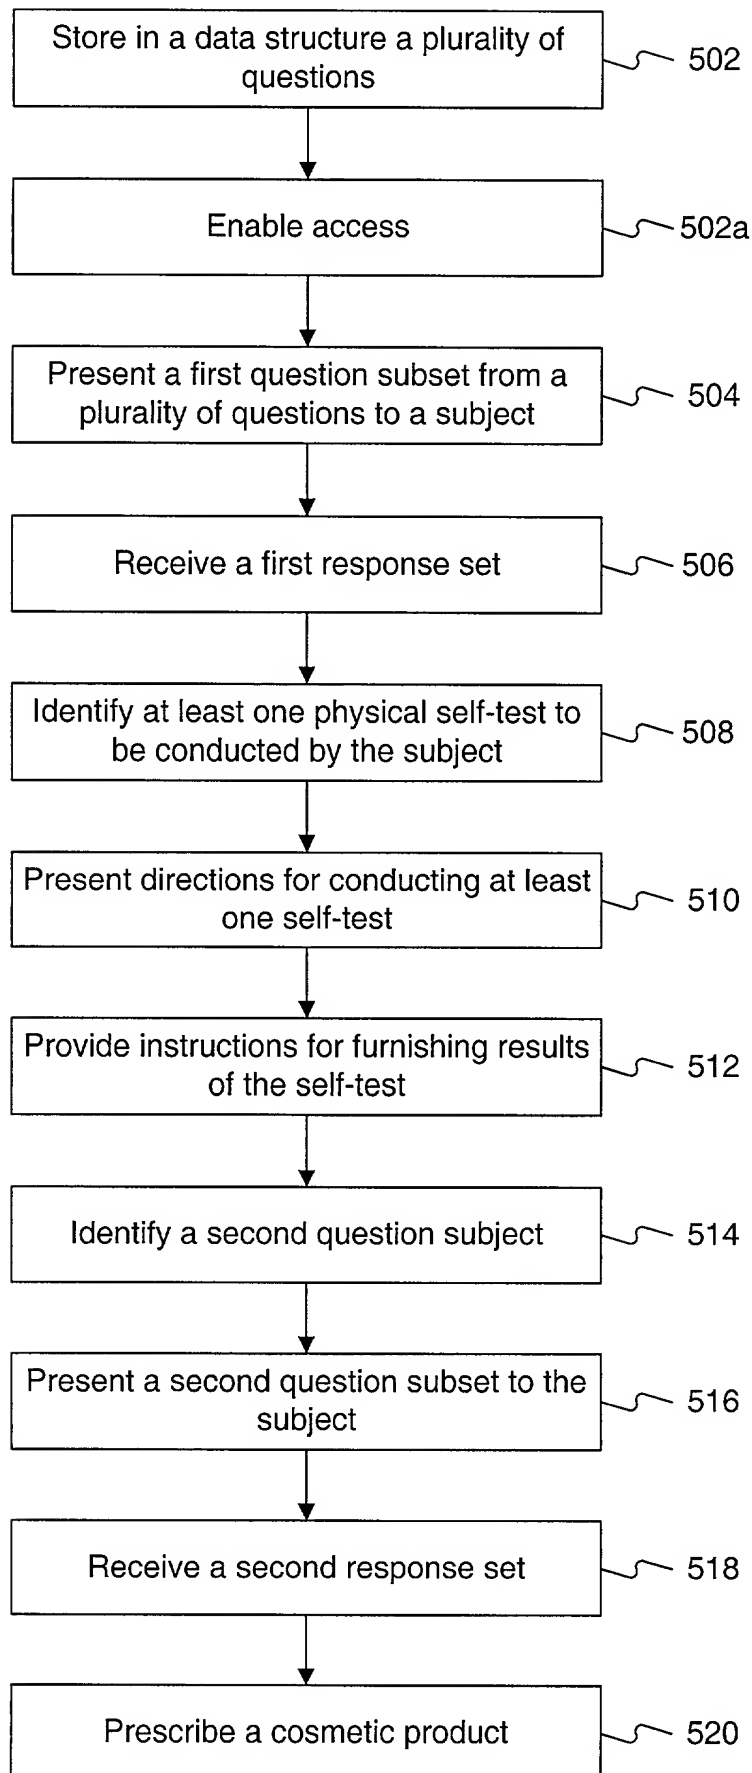 Store in a data structure a plurality of
questions
502
Enable access
502a
Present a first question subset from a
plurality of questions to a subject
504
Receive a first response set
506
Identify at least one physical self-test to
be conducted by the subject
508
Present directions for conducting at least
one self-test
510
Provide instructions for furnishing results
of the self-test
512
Identify a second question subject
514
Present a second question subset to the
subject
516
Receive a second response set
518
Prescribe a cosmetic product
520